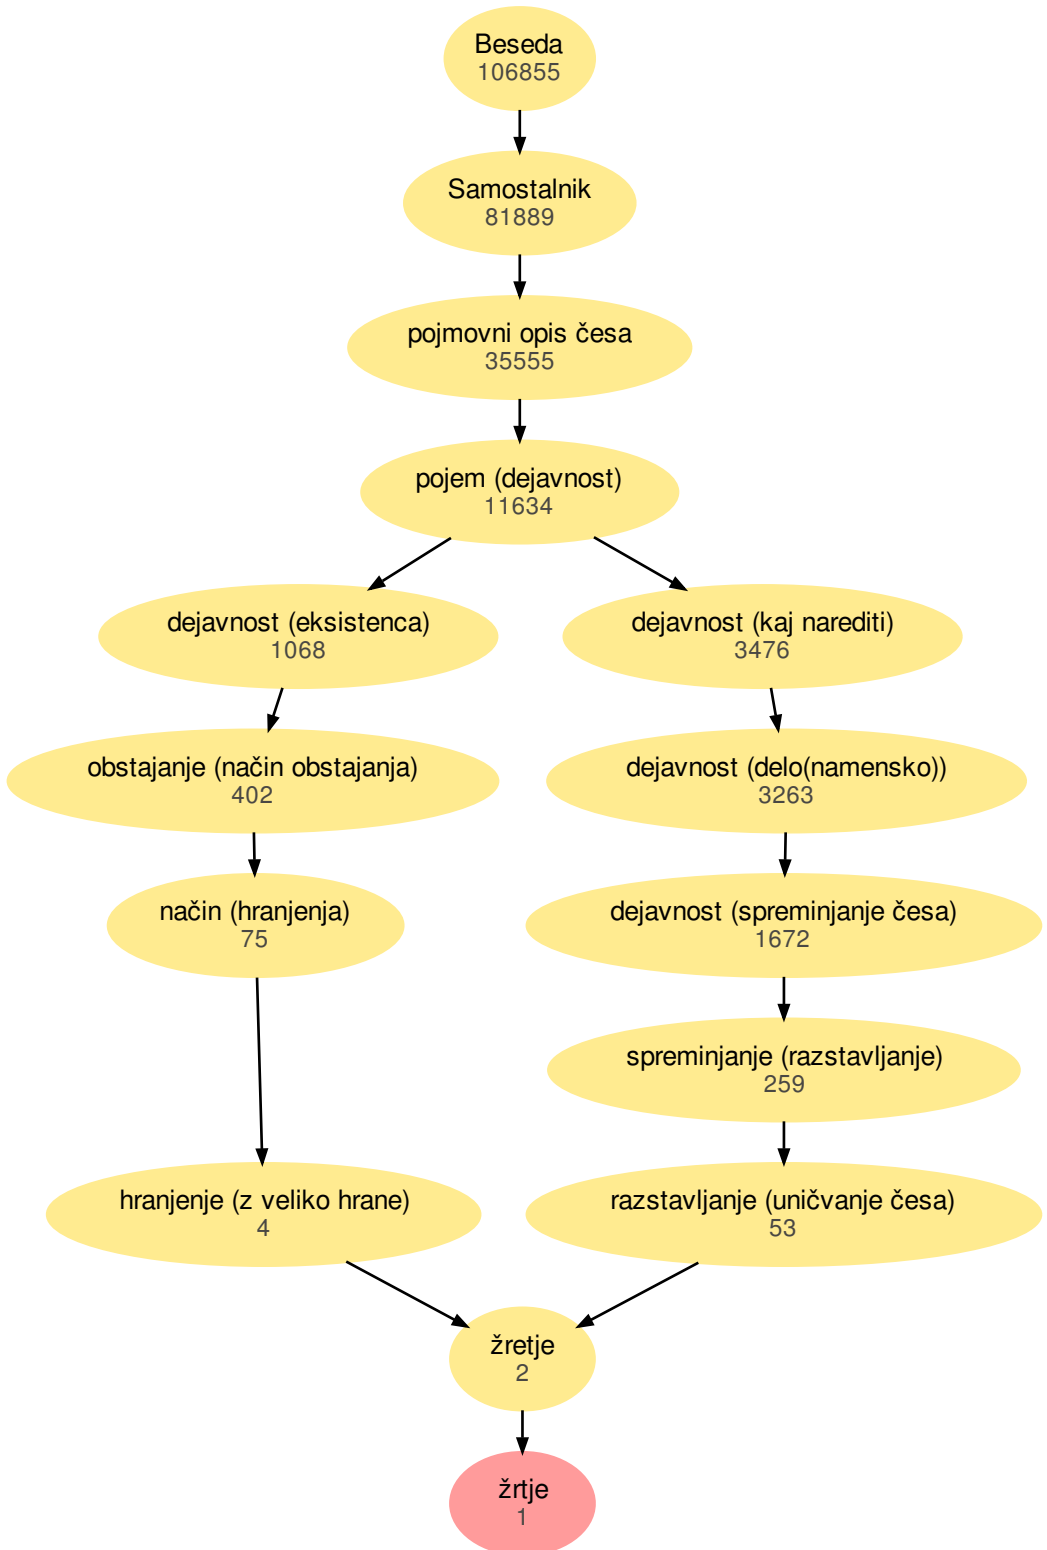 Beseda
106855
Samostalnik
81889
pojmovni opis česa
35555
pojem (dejavnost)
11634
dejavnost (eksistenca)
1068
dejavnost (kaj narediti)
3476
obstajanje (način obstajanja)
402
dejavnost (delo(namensko))
3263
način (hranjenja)
75
dejavnost (spreminjanje česa)
1672
spreminjanje (razstavljanje)
259
hranjenje (z veliko hrane)
4
razstavljanje (uničvanje česa)
53
žretje
2
žrtje
1